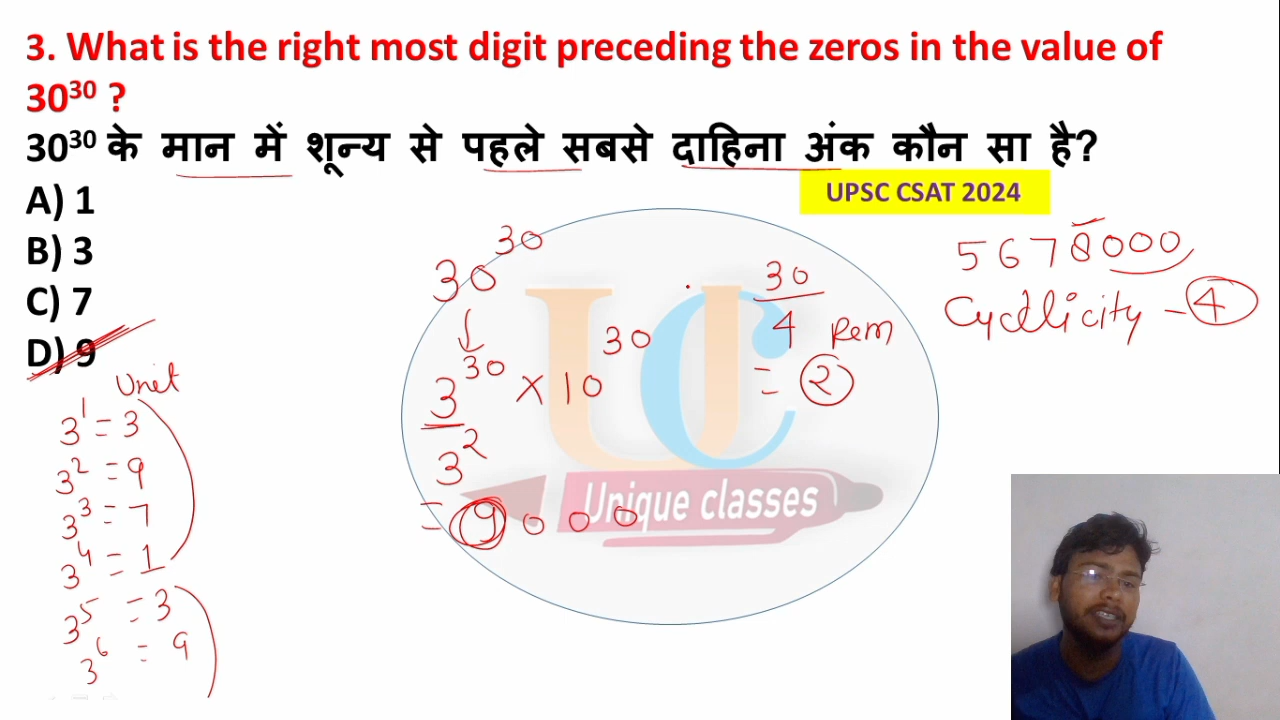 3. What is the right most digit preceding the zeros in the value of
30³⁰ ?
30³⁰ के मान में शून्य से पहले सबसे दाहिना अंक कौन सा है?
A) 1
B) 3
C) 7
D) 9
UPSC CSAT 2024
5678000
Cycllicity - 4
30³⁰
30/4 Rem
= 2
3³⁰ × 10³⁰
3²
= 9000
Unit
3¹ = 3
3² = 9
3³ = 7
3⁴ = 1
3⁵ = 3
3⁶ = 9
UC
Unique classes